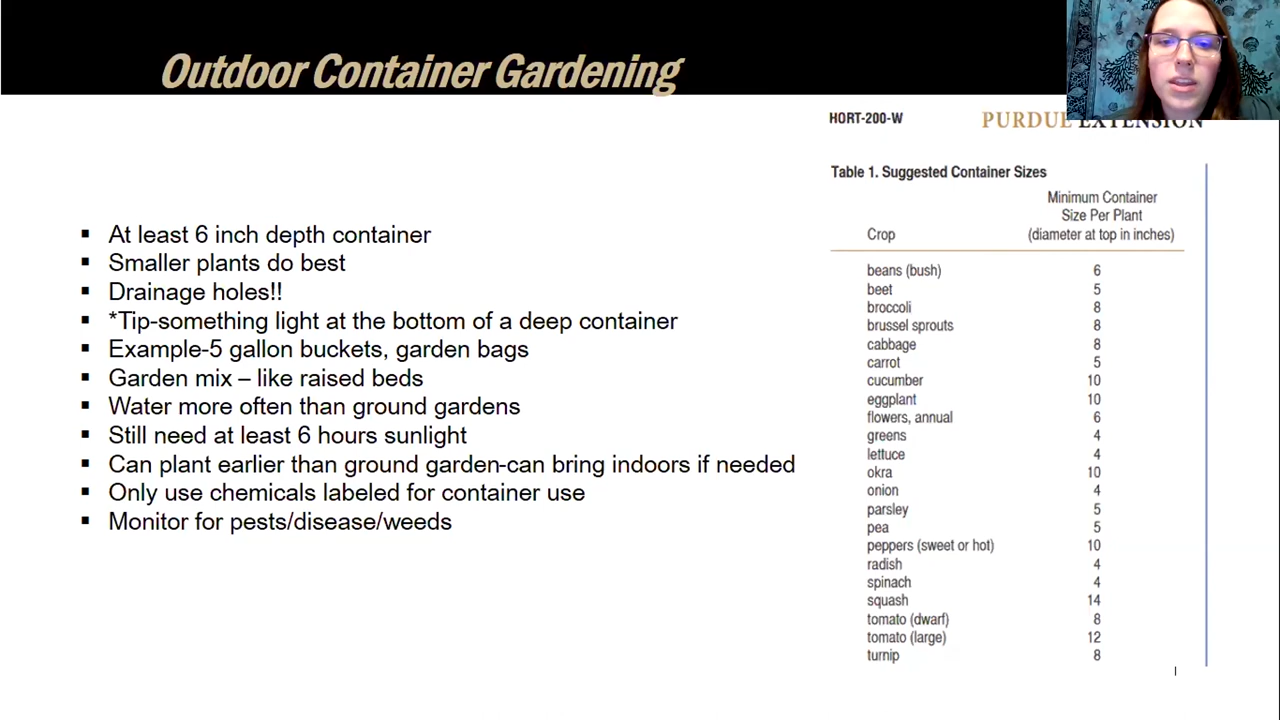 Outdoor Container Gardening
HORT-200-W
PURDUE EXTENSION
▪ At least 6 inch depth container
▪ Smaller plants do best
▪ Drainage holes!!
▪ *Tip-something light at the bottom of a deep container
▪ Example-5 gallon buckets, garden bags
▪ Garden mix – like raised beds
▪ Water more often than ground gardens
▪ Still need at least 6 hours sunlight
▪ Can plant earlier than ground garden-can bring indoors if needed
▪ Only use chemicals labeled for container use
▪ Monitor for pests/disease/weeds
Table 1. Suggested Container Sizes
Minimum Container
Size Per Plant
Crop (diameter at top in inches)
beans (bush) 6
beet 5
broccoli 8
brussel sprouts 8
cabbage 8
carrot 5
cucumber 10
eggplant 10
flowers, annual 6
greens 4
lettuce 4
okra 10
onion 4
parsley 5
pea 5
peppers (sweet or hot) 10
radish 4
spinach 4
squash 14
tomato (dwarf) 8
tomato (large) 12
turnip 8